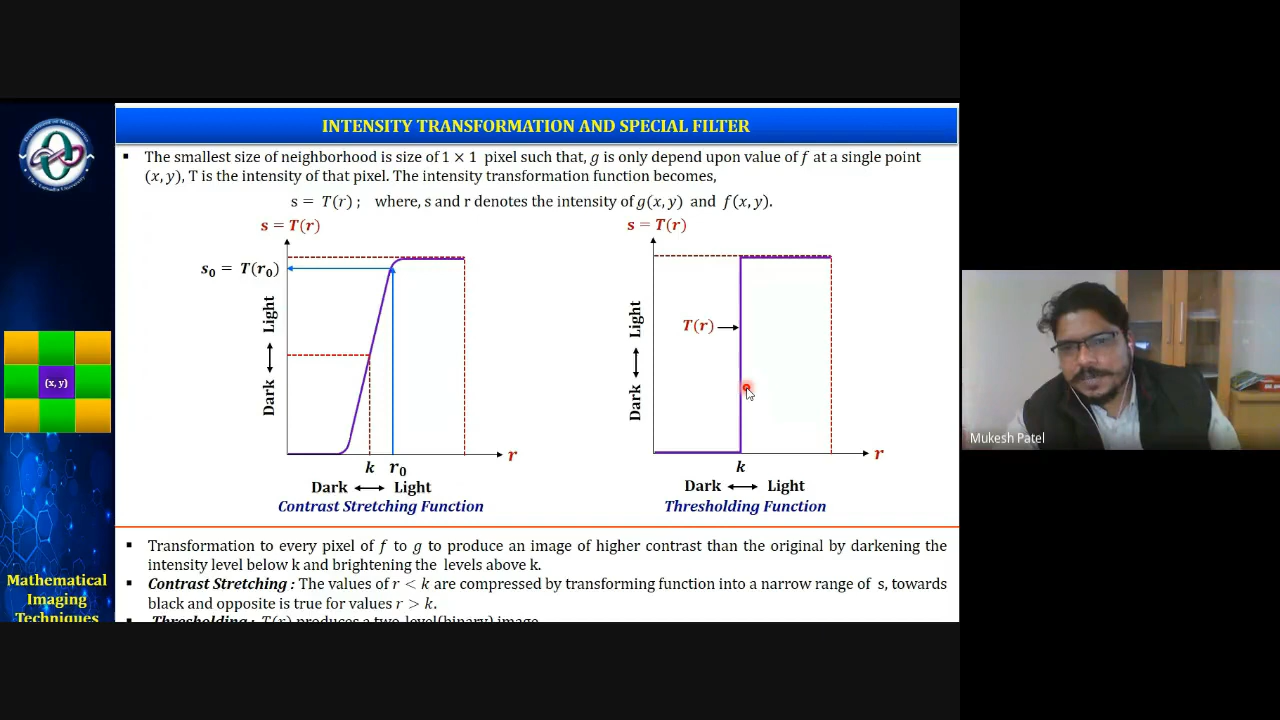 INTENSITY TRANSFORMATION AND SPECIAL FILTER
▪ The smallest size of neighborhood is size of 1 × 1 pixel such that, g is only depend upon value of f at a single point
(x, y), T is the intensity of that pixel. The intensity transformation function becomes,
s = T(r) ; where, s and r denotes the intensity of g(x, y) and f(x, y).
s = T(r)
s₀ = T(r₀)
Light
Dark
k r₀
r
Dark Light
Contrast Stretching Function
s = T(r)
T(r)
Light
Dark
k
r
Dark Light
Thresholding Function
▪ Transformation to every pixel of f to g to produce an image of higher contrast than the original by darkening the
intensity level below k and brightening the levels above k.
▪ Contrast Stretching : The values of r < k are compressed by transforming function into a narrow range of s, towards
black and opposite is true for values r > k.
▪ Thresholding : T(r) produces a two-level(binary) image.
(x, y)
Mathematical
Imaging
Techniques
Mukesh Patel